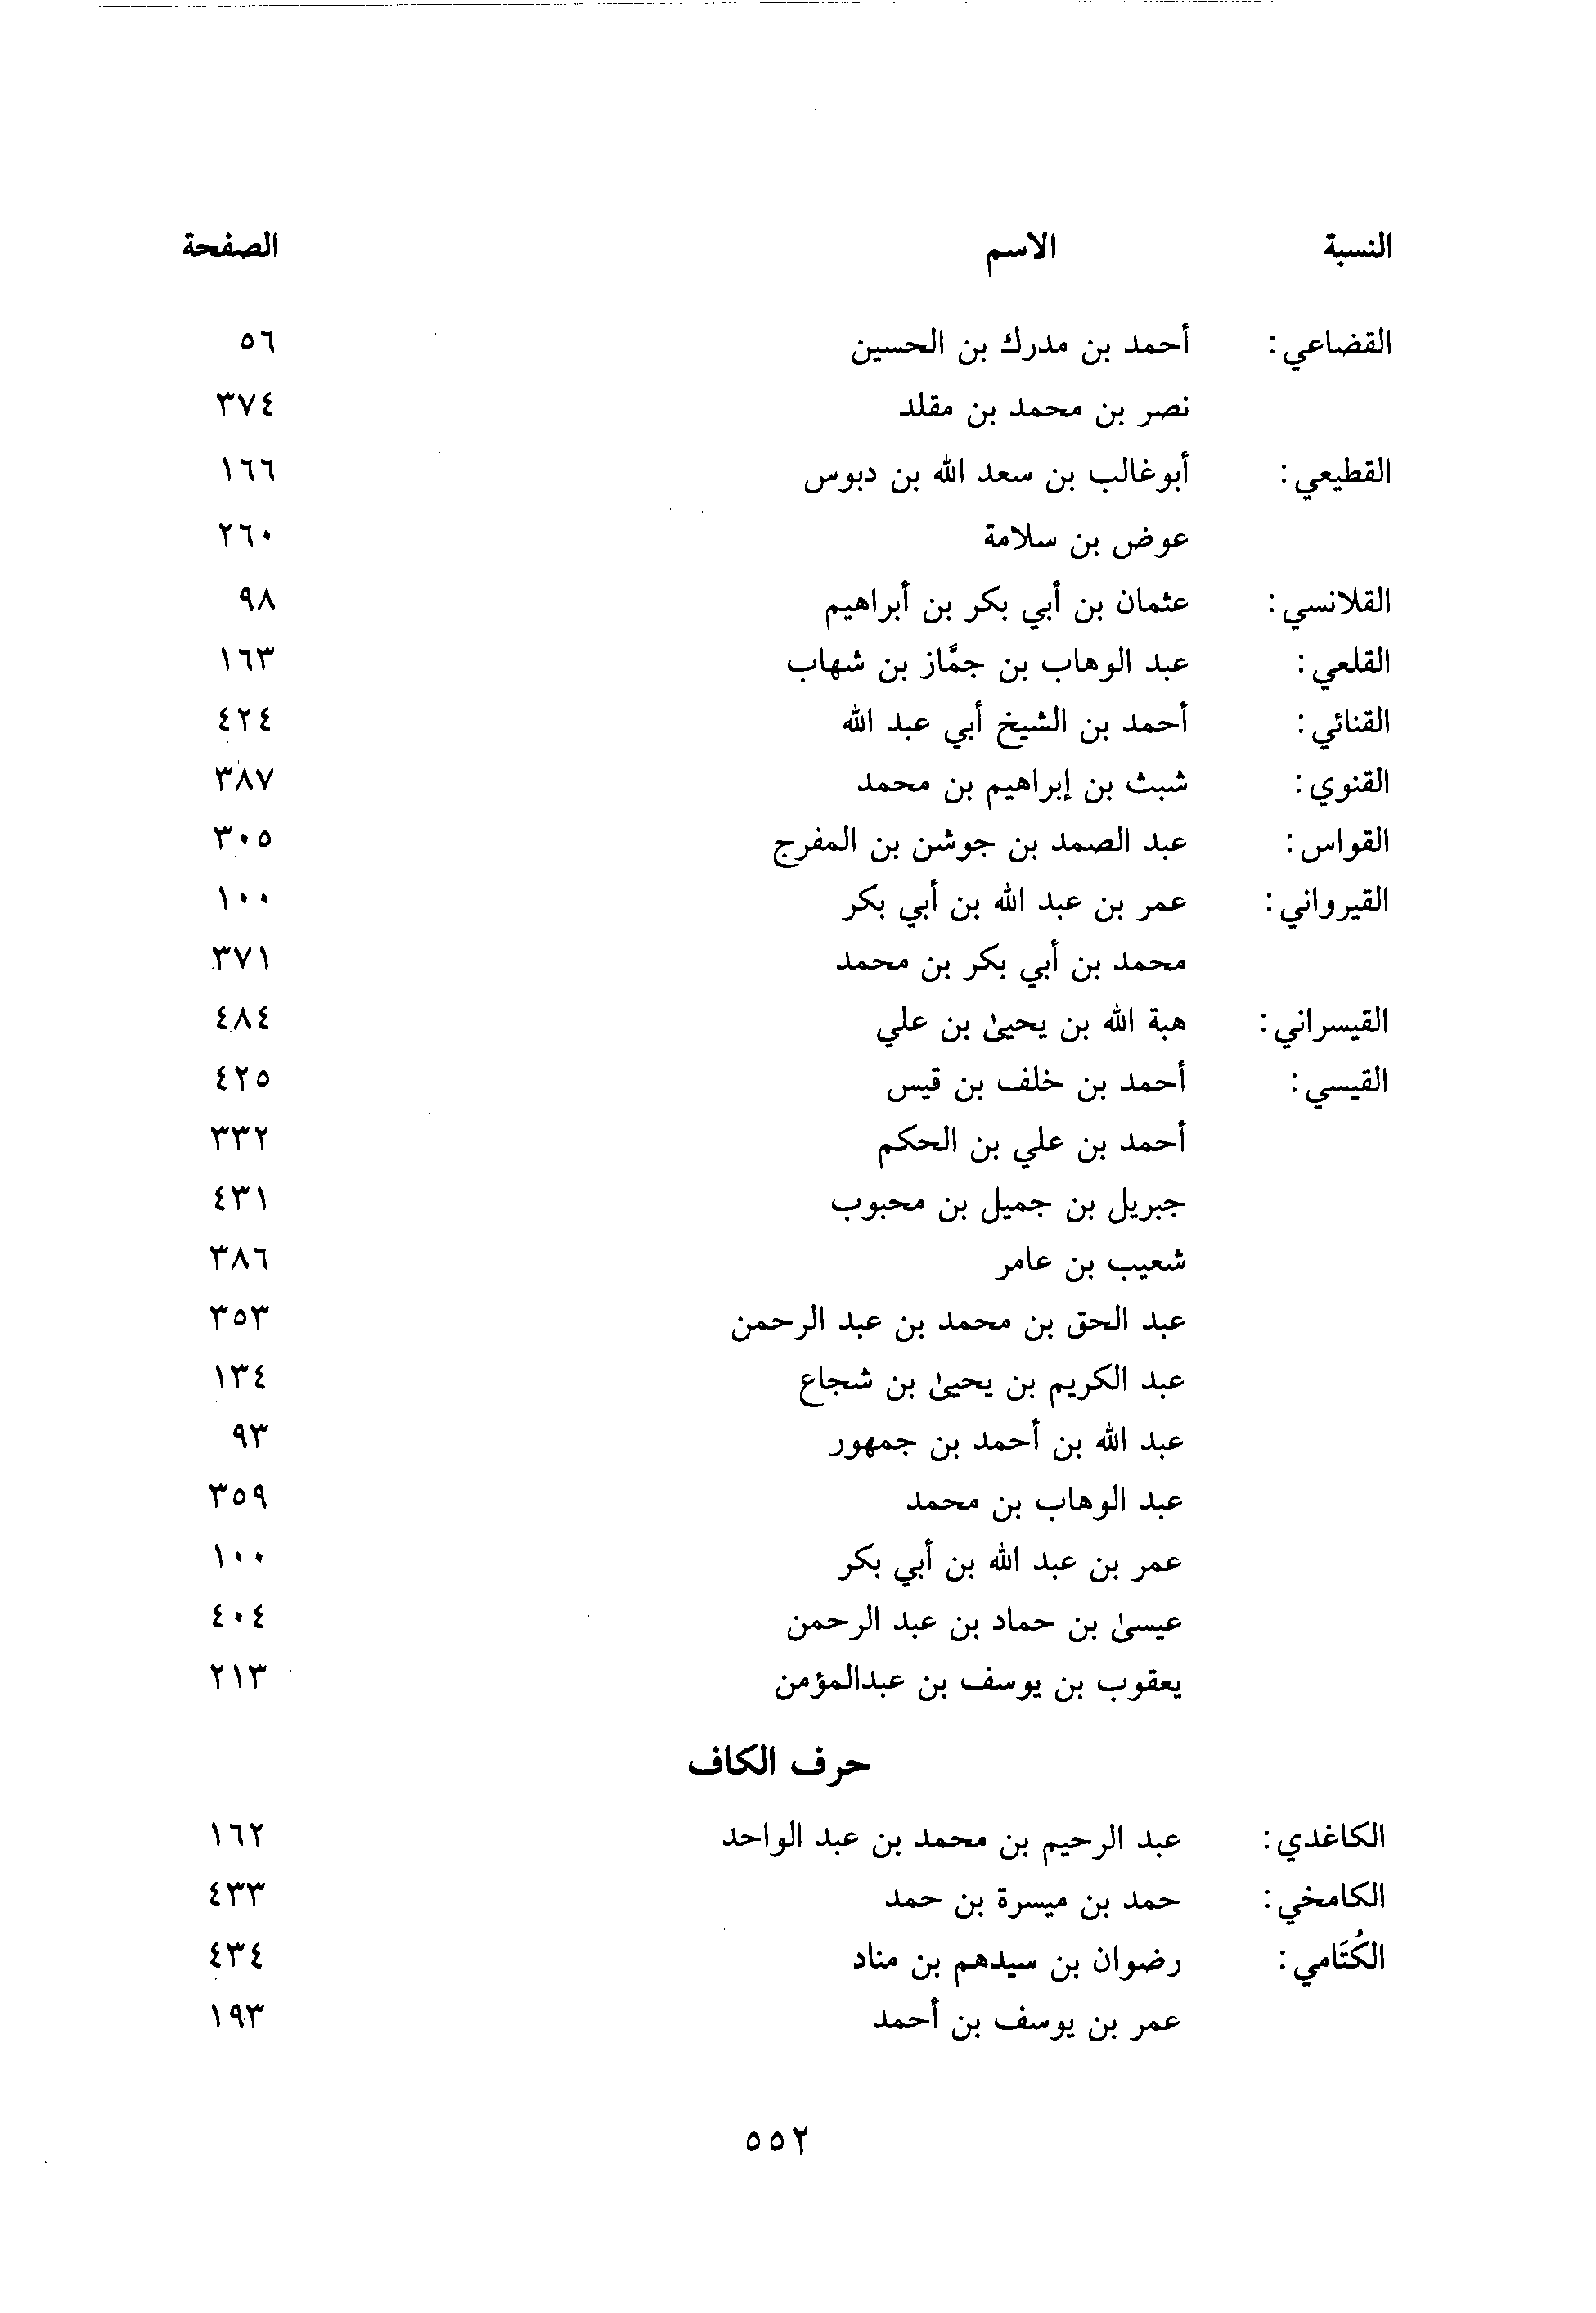 النسبة الاسم الصفحة
القضاعي: أحمد بن مدرك بن الحسين ٥٦
نصر بن محمد بن مقلد ٣٧٤
القطيعي: أبوغالب بن سعد الله بن دبوس ١٦٦
عوض بن سلامة ٢٦٠
القلانسي: عثمان بن أبي بكر بن أبراهيم ٩٨
القلعي: عبد الوهاب بن جمَّاز بن شهاب ١٦٣
القنائي: أحمد بن الشيخ أبي عبد الله ٤٢٤
القنوي: شبث بن إبراهيم بن محمد ٣٨٧
القواس: عبد الصمد بن جوشن بن المفرج ٣٠٥
القيرواني: عمر بن عبد الله بن أبي بكر ١٠٠
محمد بن أبي بكر بن محمد ٣٧١
القيسراني: هبة الله بن يحيىٰ بن علي ٤٨٤
القيسي: أحمد بن خلف بن قيس ٤٢٥
أحمد بن علي بن الحكم ٣٣٢
جبريل بن جميل بن محبوب ٤٣١
شعيب بن عامر ٣٨٦
عبد الحق بن محمد بن عبد الرحمن ٣٥٣
عبد الكريم بن يحيىٰ بن شجاع ١٣٤
عبد الله بن أحمد بن جمهور ٩٣
عبد الوهاب بن محمد ٣٥٩
عمر بن عبد الله بن أبي بكر ١٠٠
عيسىٰ بن حماد بن عبد الرحمن ٤٠٤
يعقوب بن يوسف بن عبدالمؤمن ٢١٣
حرف الكاف
الكاغدي: عبد الرحيم بن محمد بن عبد الواحد ١٦٢
الكامخي: حمد بن ميسرة بن حمد ٤٣٣
الكُتَامي: رضوان بن سيدهم بن مناد ٤٣٤
عمر بن يوسف بن أحمد ١٩٣
٥٥٢